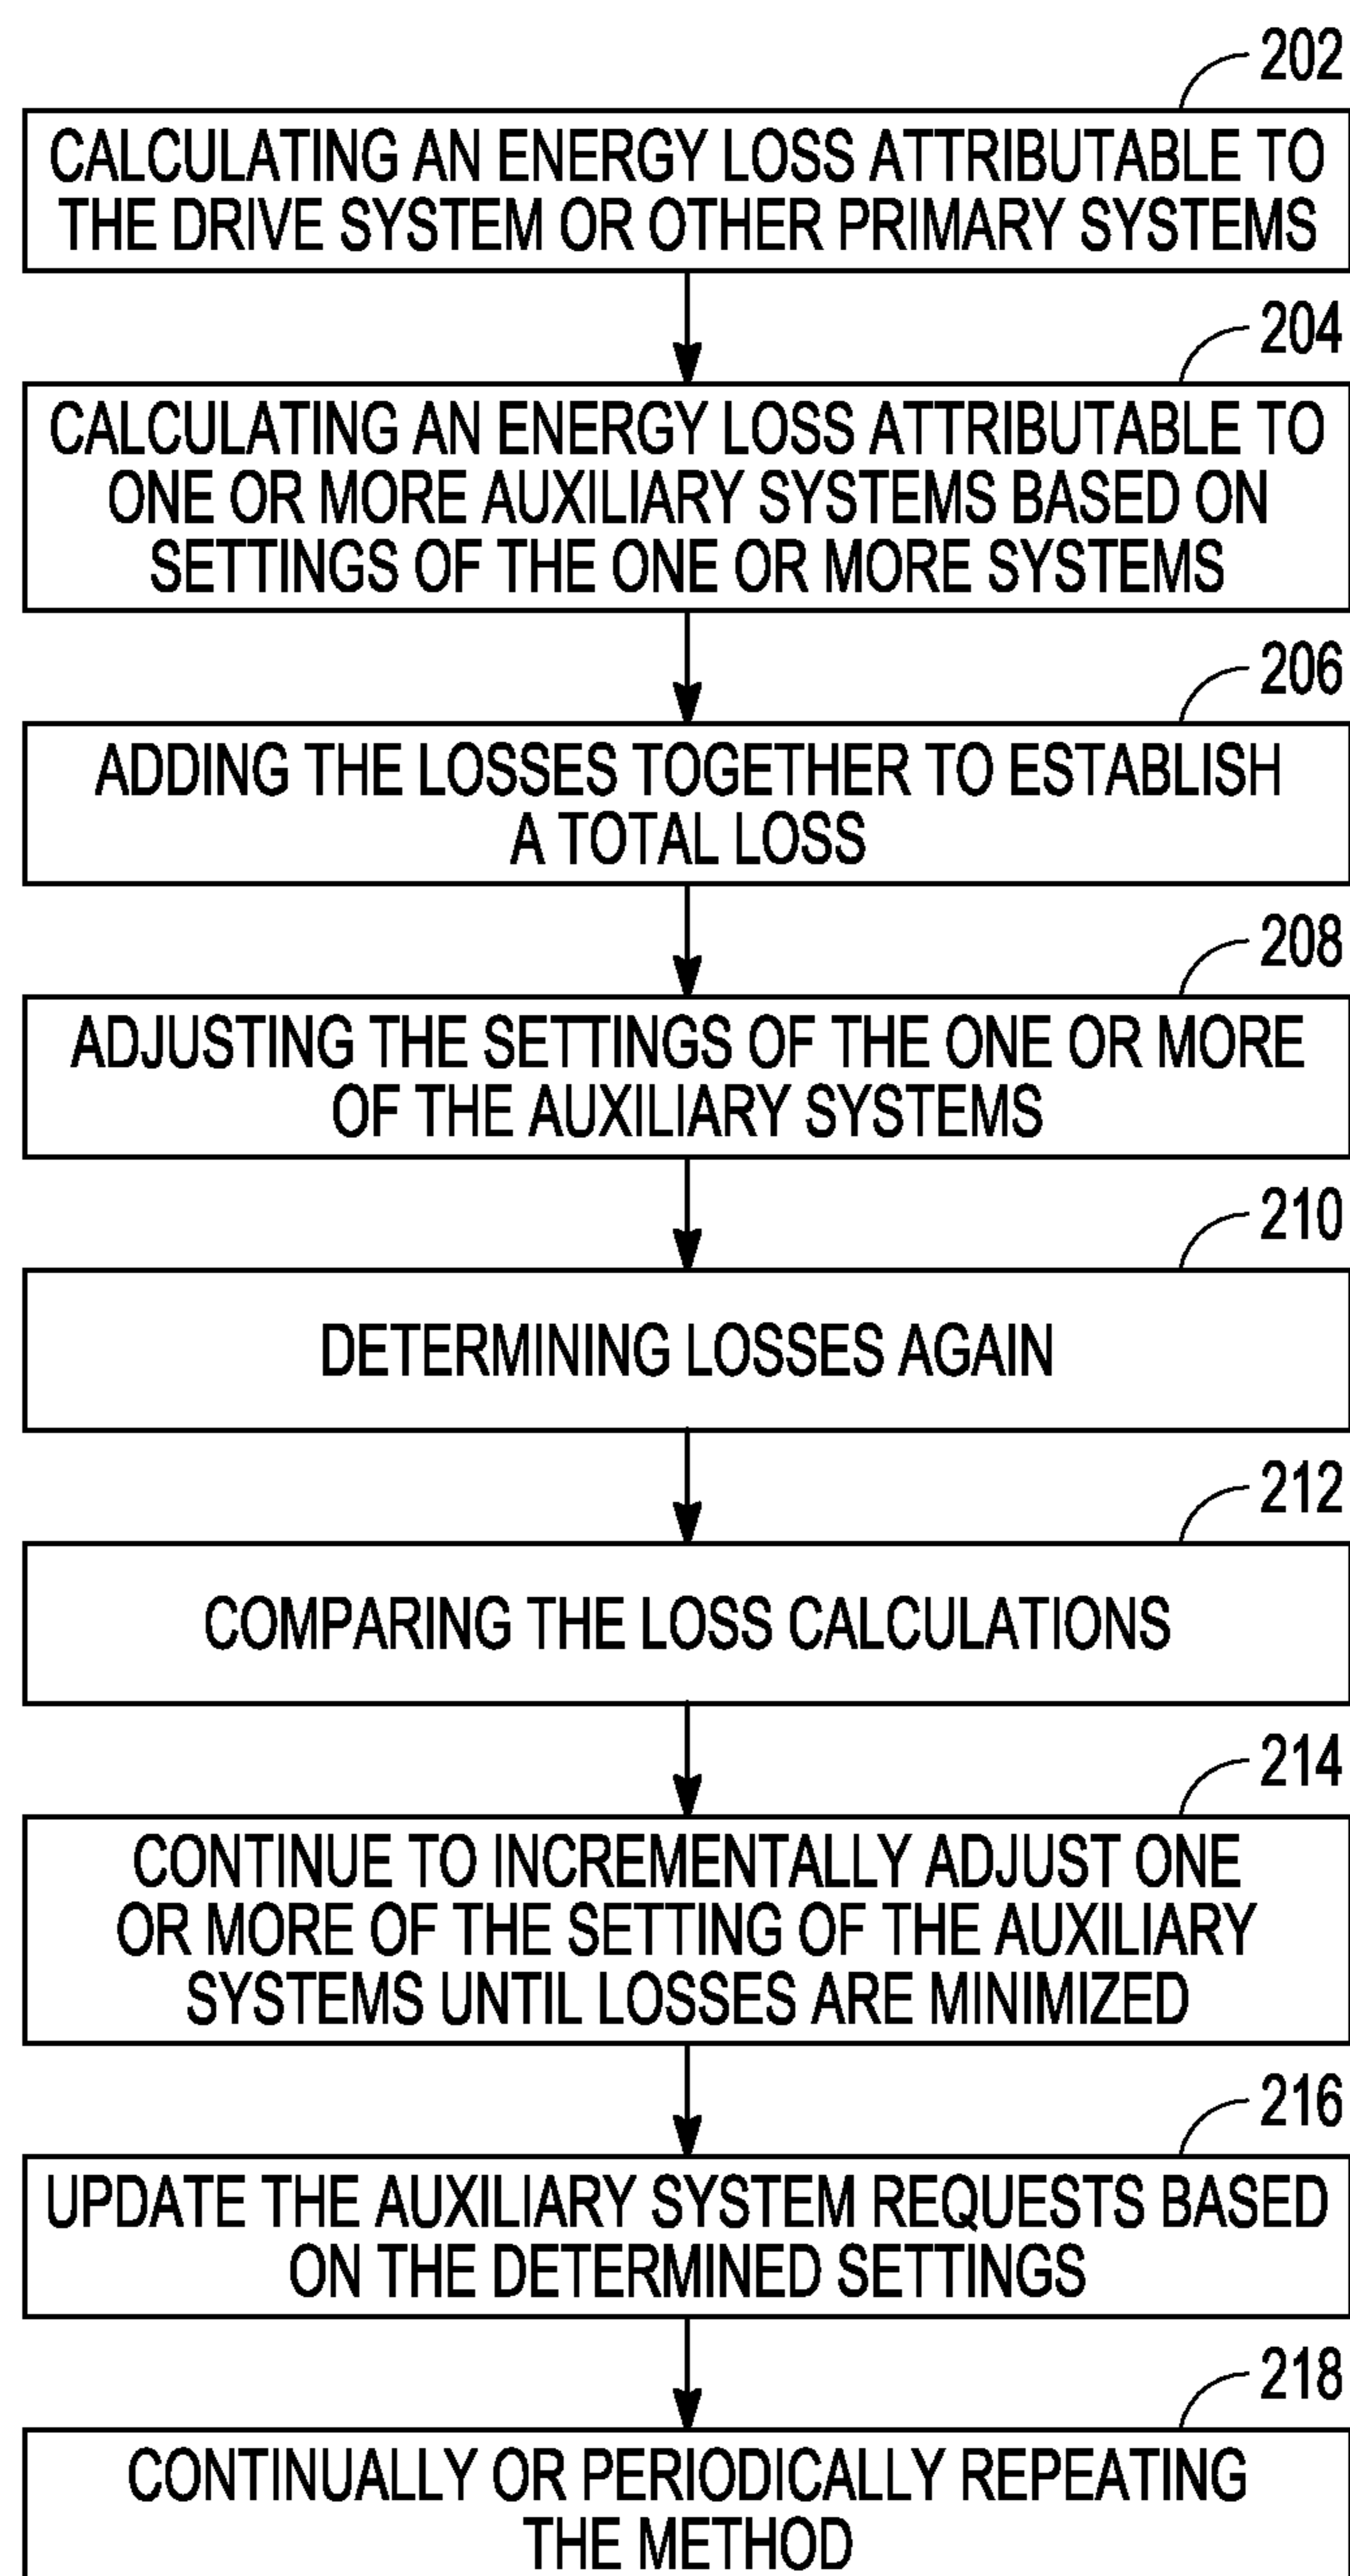 202
CALCULATING AN ENERGY LOSS ATTRIBUTABLE TO
THE DRIVE SYSTEM OR OTHER PRIMARY SYSTEMS
204
CALCULATING AN ENERGY LOSS ATTRIBUTABLE TO
ONE OR MORE AUXILIARY SYSTEMS BASED ON
SETTINGS OF THE ONE OR MORE SYSTEMS
206
ADDING THE LOSSES TOGETHER TO ESTABLISH
A TOTAL LOSS
208
ADJUSTING THE SETTINGS OF THE ONE OR MORE
OF THE AUXILIARY SYSTEMS
210
DETERMINING LOSSES AGAIN
212
COMPARING THE LOSS CALCULATIONS
214
CONTINUE TO INCREMENTALLY ADJUST ONE
OR MORE OF THE SETTING OF THE AUXILIARY
SYSTEMS UNTIL LOSSES ARE MINIMIZED
216
UPDATE THE AUXILIARY SYSTEM REQUESTS BASED
ON THE DETERMINED SETTINGS
218
CONTINUALLY OR PERIODICALLY REPEATING
THE METHOD